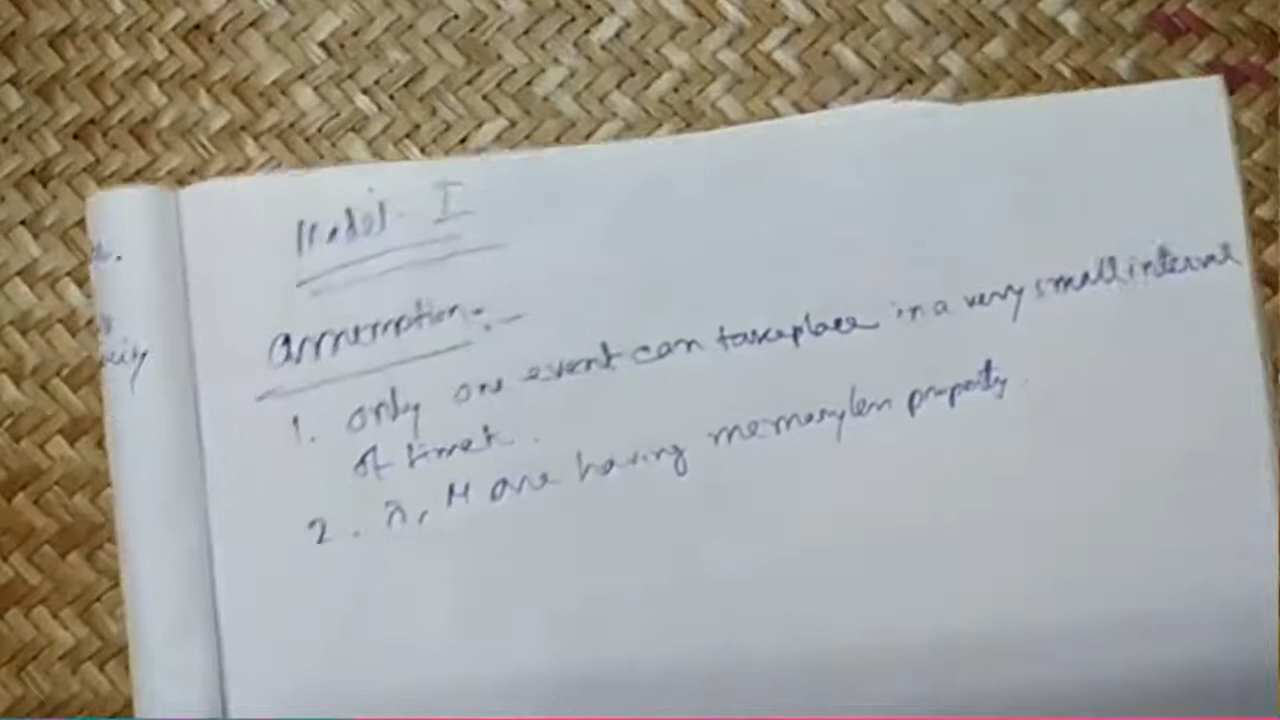 Model - I
Assumption:-
1. only one event can take place in a very small interval
of time t.
2. λ, μ are having memoryless property.